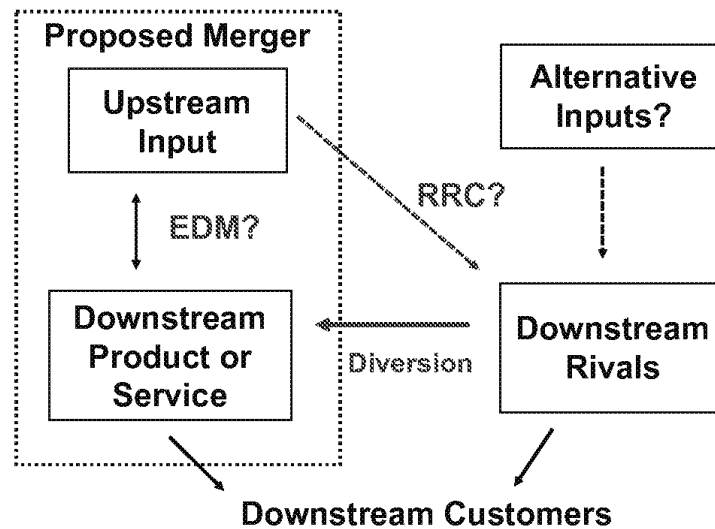 Proposed Merger
Upstream
Input
Alternative
Inputs?
RRC?
EDM?
Downstream
Product or
Service
Diversion
Downstream
Rivals
Downstream Customers